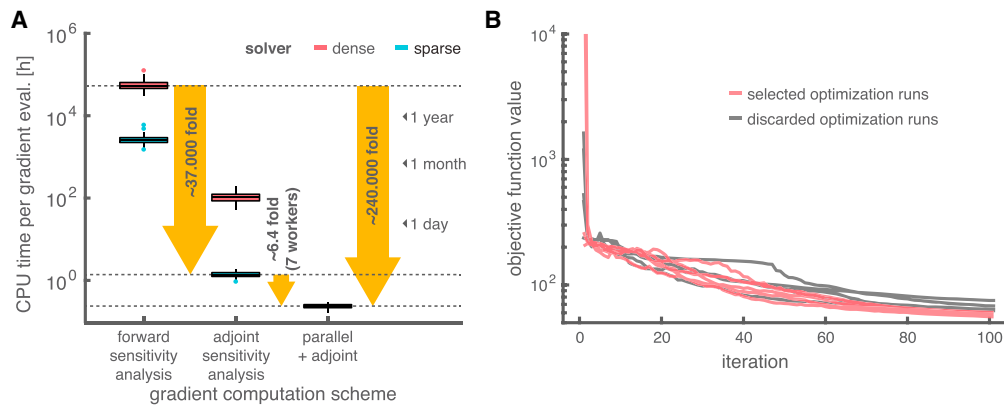 A
10^6
10^4
10^2
10^0
CPU time per gradient eval. [h]
solver
dense
sparse
~37.000 fold
~6.4 fold
(7 workers)
~240.000 fold
1 year
1 month
1 day
forward
sensitivity
analysis
adjoint
sensitivity
analysis
parallel
+ adjoint
gradient computation scheme
B
10^4
10^3
10^2
objective function value
selected optimization runs
discarded optimization runs
0
20
40
60
80
100
iteration